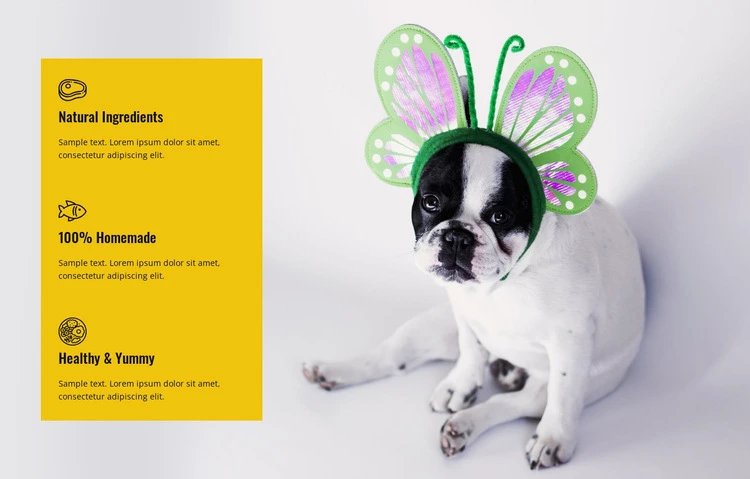 Natural Ingredients
Sample text. Lorem ipsum dolor sit amet,
consectetur adipiscing elit.
100% Homemade
Sample text. Lorem ipsum dolor sit amet,
consectetur adipiscing elit.
Healthy & Yummy
Sample text. Lorem ipsum dolor sit amet,
consectetur adipiscing elit.